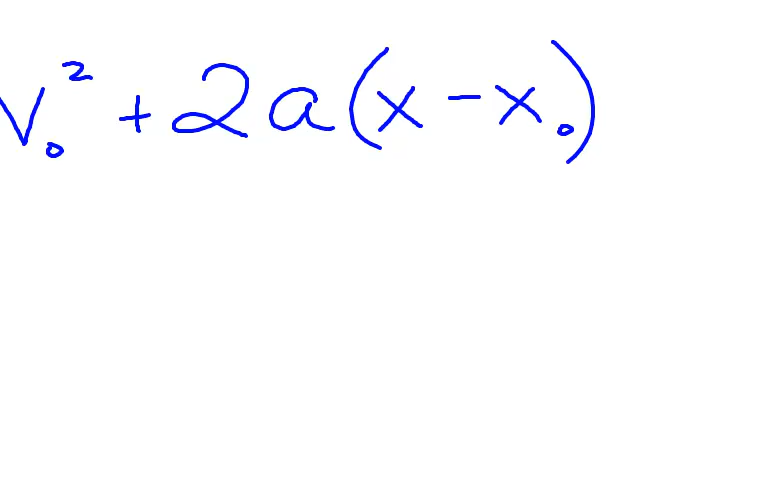 V₀² + 2a(x - x₀)